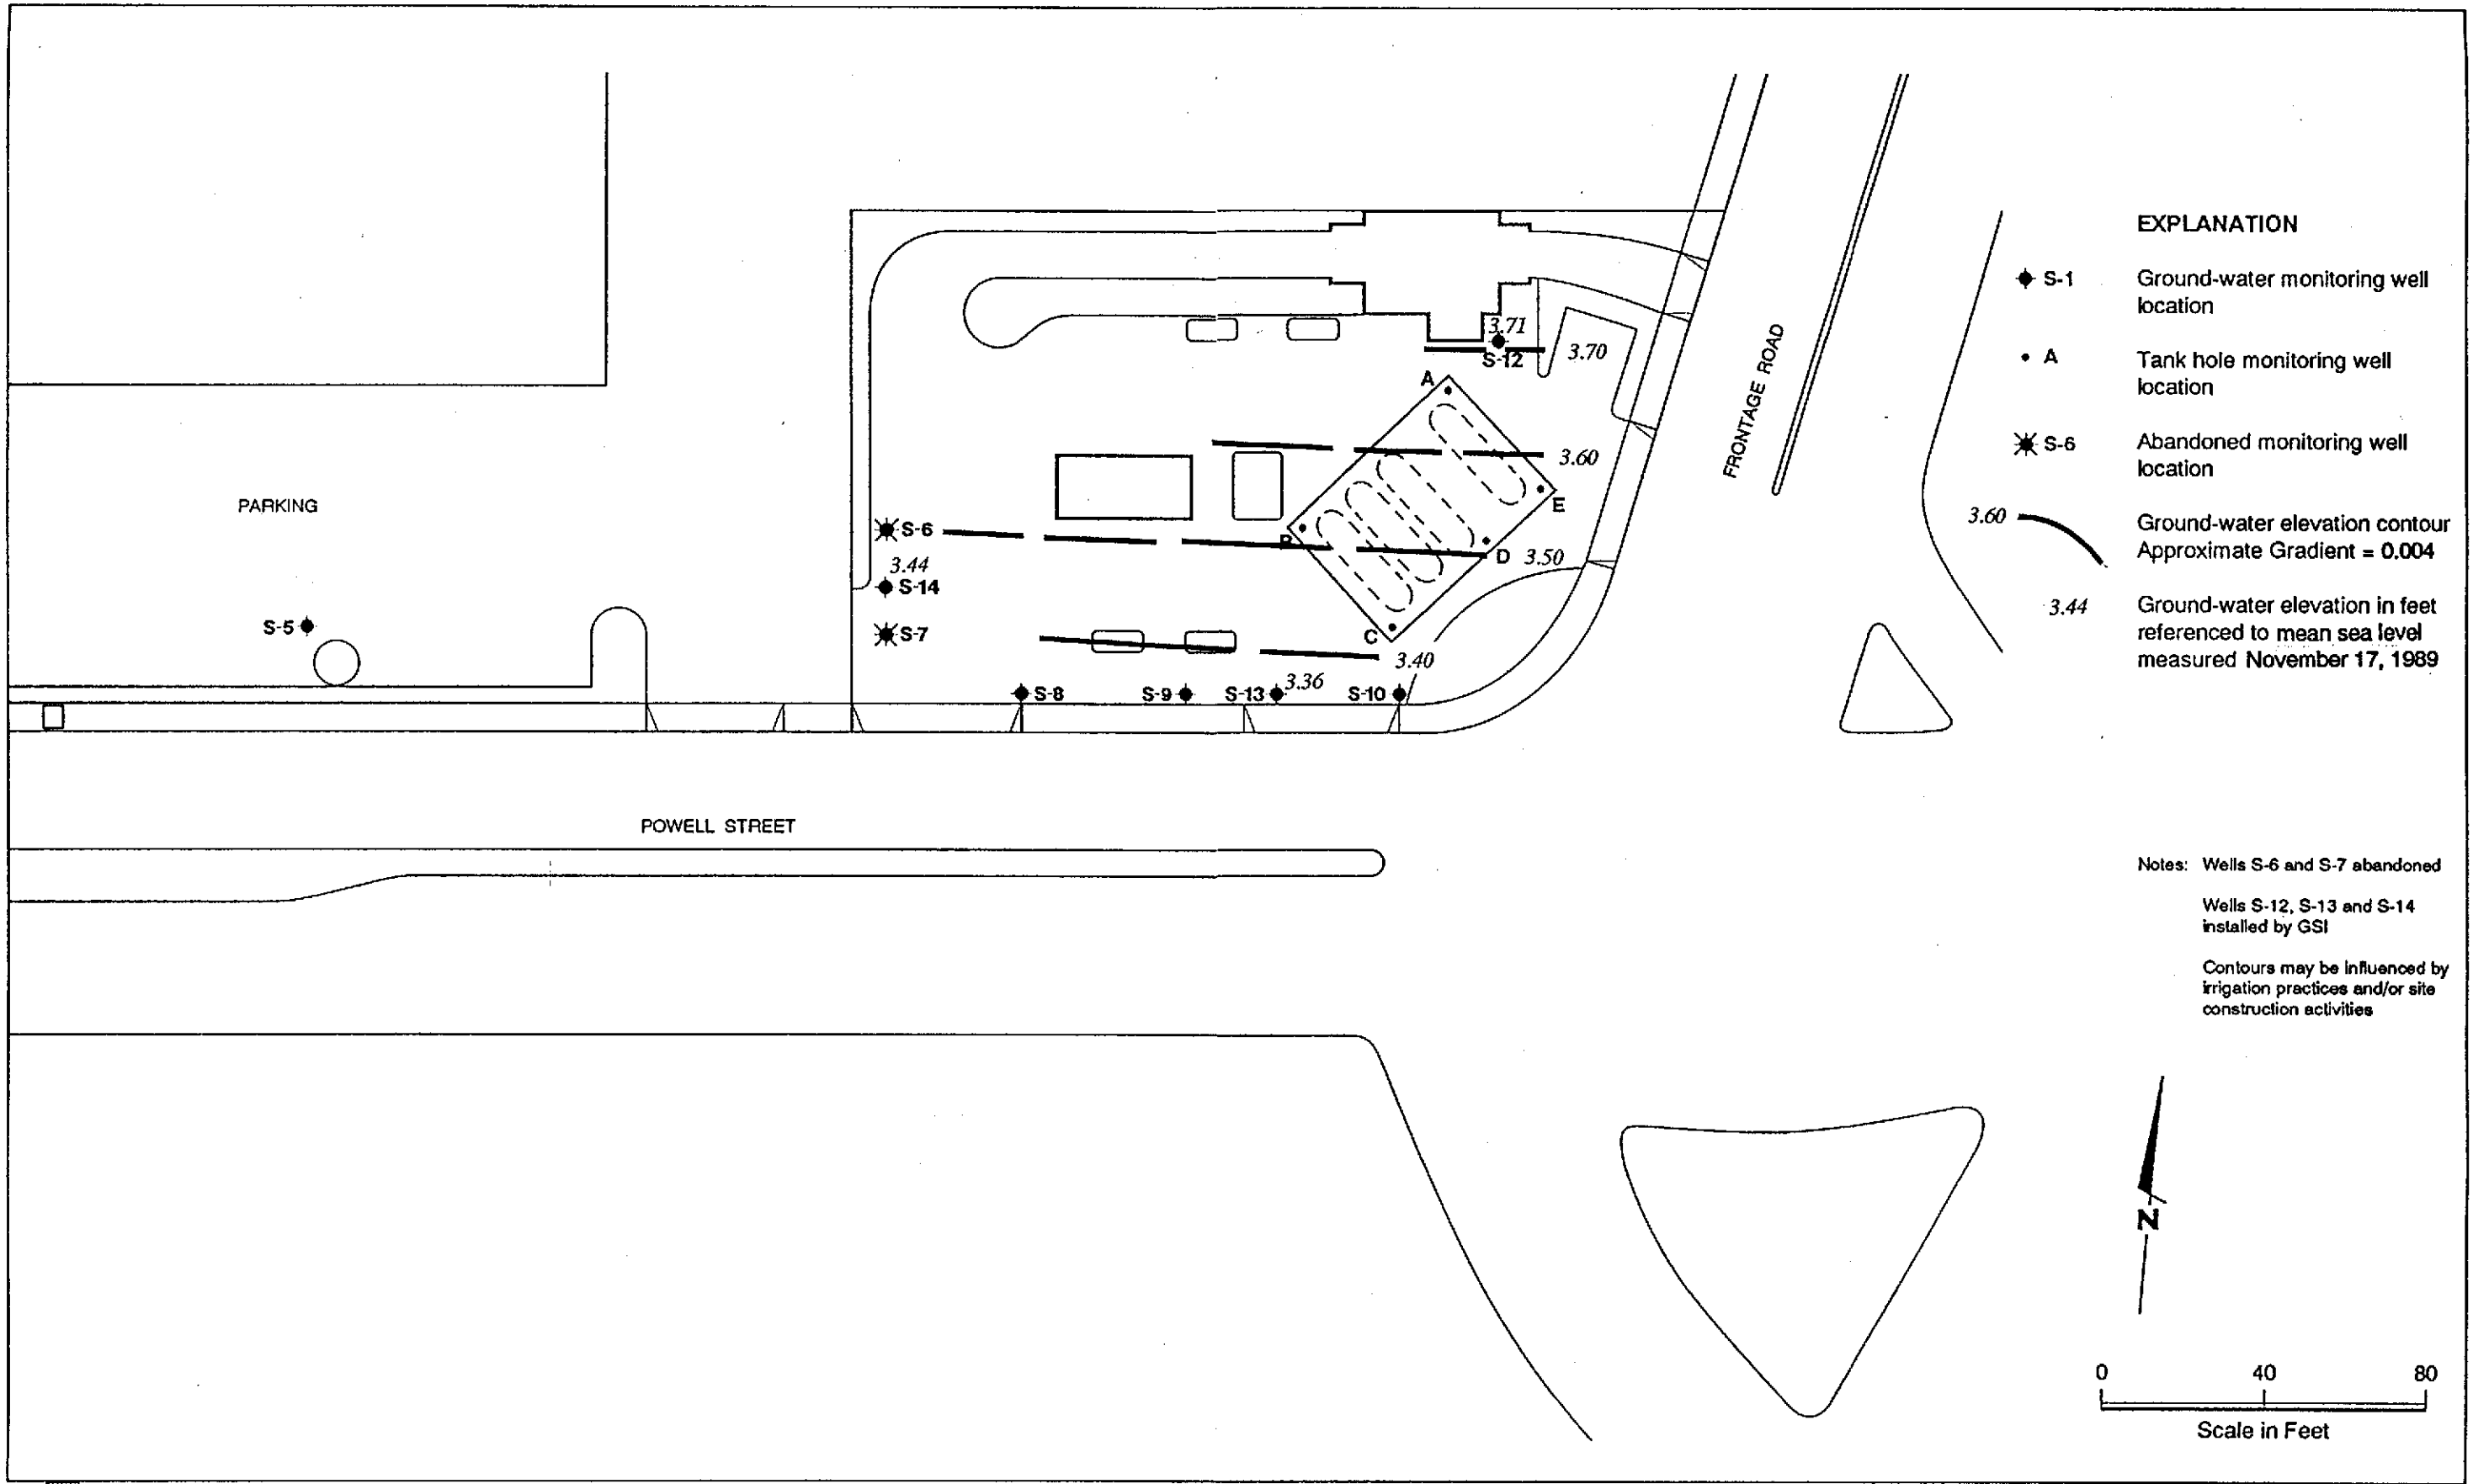 EXPLANATION
S-1 Ground-water monitoring well
location
A Tank hole monitoring well
location
S-6 Abandoned monitoring well
location
3.60 Ground-water elevation contour
Approximate Gradient = 0.004
3.44 Ground-water elevation in feet
referenced to mean sea level
measured November 17, 1989
3.71
S-12
3.70
A
FRONTAGE ROAD
3.60
PARKING
E
S-6
B
D
3.50
3.44
S-14
S-5
S-7
C
3.40
3.36
S-8
S-9
S-13
S-10
POWELL STREET
Notes: Wells S-6 and S-7 abandoned
Wells S-12, S-13 and S-14
installed by GSI
Contours may be influenced by
irrigation practices and/or site
construction activities
N
0 40 80
Scale in Feet